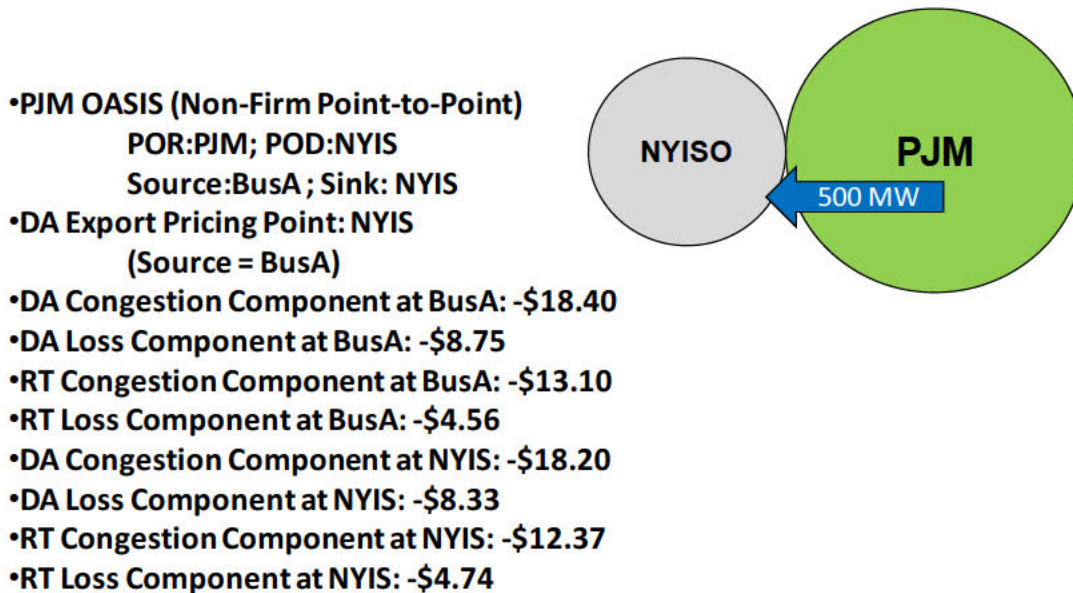 •PJM OASIS (Non-Firm Point-to-Point)
POR:PJM; POD:NYIS
Source:BusA ; Sink: NYIS
•DA Export Pricing Point: NYIS
(Source = BusA)
•DA Congestion Component at BusA: -$18.40
•DA Loss Component at BusA: -$8.75
•RT Congestion Component at BusA: -$13.10
•RT Loss Component at BusA: -$4.56
•DA Congestion Component at NYIS: -$18.20
•DA Loss Component at NYIS: -$8.33
•RT Congestion Component at NYIS: -$12.37
•RT Loss Component at NYIS: -$4.74
NYISO
PJM
500 MW